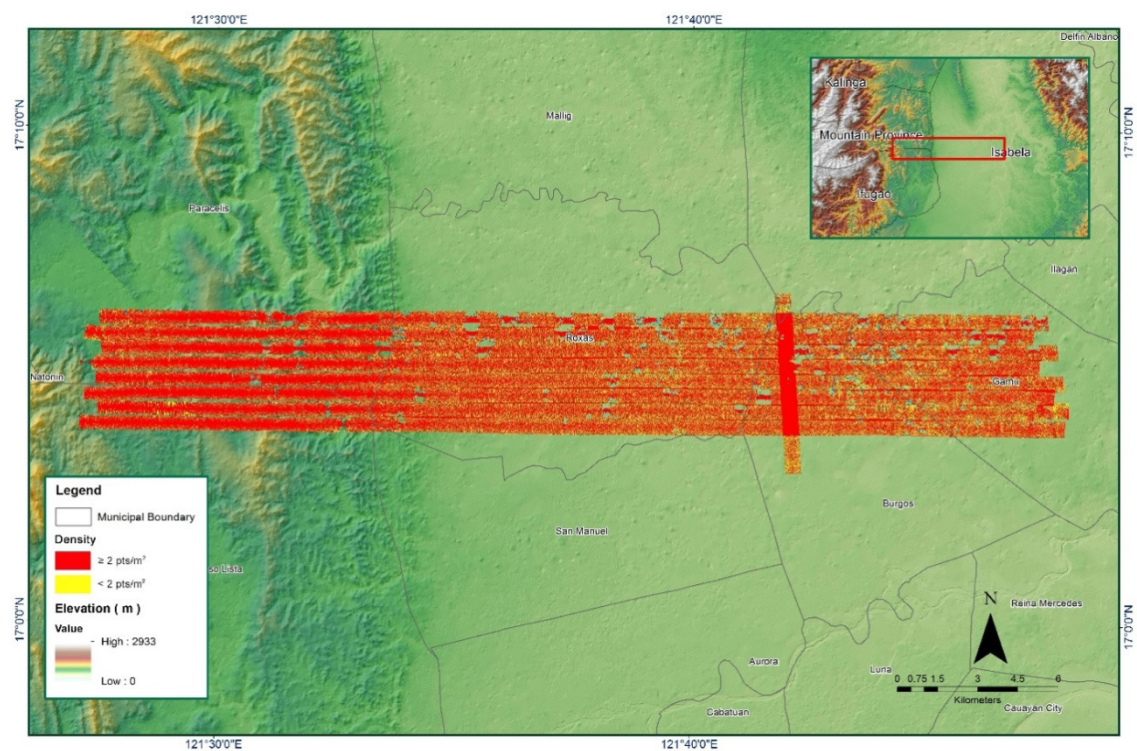 121°30'0"E
121°40'0"E
Delfin Albano
Kalinga
Mountain Province
Isabela
Ifugao
17°10'0"N
17°10'0"N
Mallig
Paracelis
Ilagan
Roxas
Natonin
Gamu
Legend
Municipal Boundary
Density
≥ 2 pts/m²
< 2 pts/m²
Elevation ( m )
Value
High : 2933
Low : 0
Burgos
San Manuel
so Lista
N
Reina Mercedes
17°0'0"N
17°0'0"N
Aurora
Luna
0 0.75 1.5 3 4.5 6
Kilometers
Cabatuan
Cauayan City
121°30'0"E
121°40'0"E